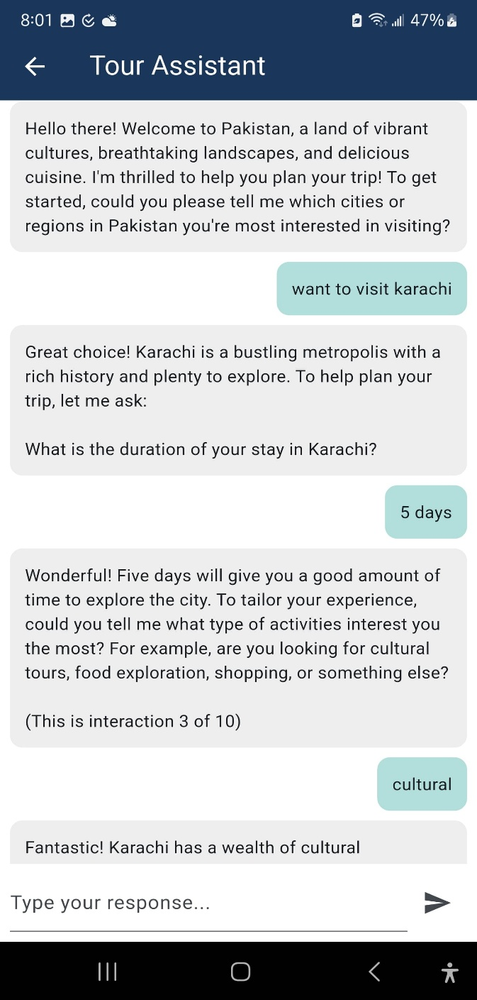 8:01 47%
Tour Assistant
Hello there! Welcome to Pakistan, a land of vibrant
cultures, breathtaking landscapes, and delicious
cuisine. I'm thrilled to help you plan your trip! To get
started, could you please tell me which cities or
regions in Pakistan you're most interested in visiting?
want to visit karachi
Great choice! Karachi is a bustling metropolis with a
rich history and plenty to explore. To help plan your
trip, let me ask:
What is the duration of your stay in Karachi?
5 days
Wonderful! Five days will give you a good amount of
time to explore the city. To tailor your experience,
could you tell me what type of activities interest you
the most? For example, are you looking for cultural
tours, food exploration, shopping, or something else?
(This is interaction 3 of 10)
cultural
Fantastic! Karachi has a wealth of cultural
Type your response...